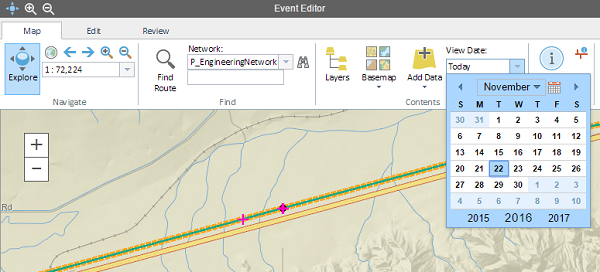 Event Editor
Map Edit Review
Explore
1 : 72,224
Navigate
Find Route
Network:
P_EngineeringNetwork
Find
Layers
Basemap
Add Data
View Date:
Today
Contents
November
S M T W T F S
30 31 1 2 3 4 5
6 7 8 9 10 11 12
13 14 15 16 17 18 19
20 21 22 23 24 25 26
27 28 29 30 1 2 3
4 5 6 7 8 9 10
2015 2016 2017
+
−
Rd